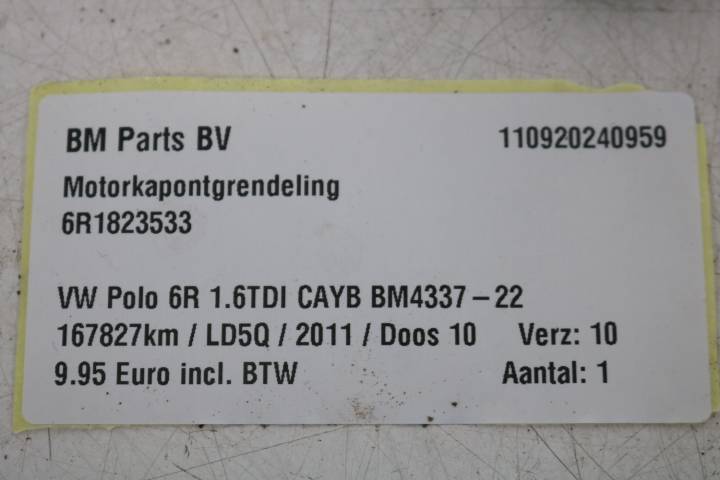 BM Parts BV 110920240959
Motorkapontgrendeling
6R1823533
VW Polo 6R 1.6TDI CAYB BM4337-22
167827km / LD5Q / 2011 / Doos 10 Verz: 10
9.95 Euro incl. BTW Aantal: 1